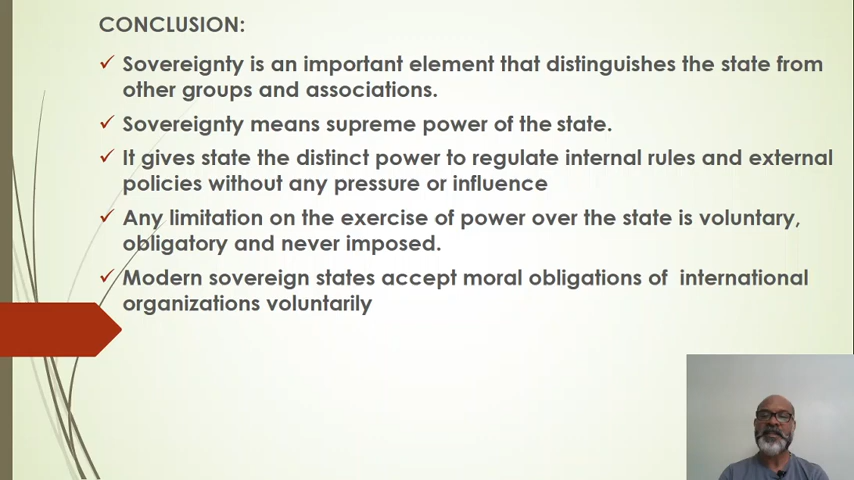 CONCLUSION:
✓ Sovereignty is an important element that distinguishes the state from
other groups and associations.
✓ Sovereignty means supreme power of the state.
✓ It gives state the distinct power to regulate internal rules and external
policies without any pressure or influence
✓ Any limitation on the exercise of power over the state is voluntary,
obligatory and never imposed.
✓ Modern sovereign states accept moral obligations of  international
organizations voluntarily